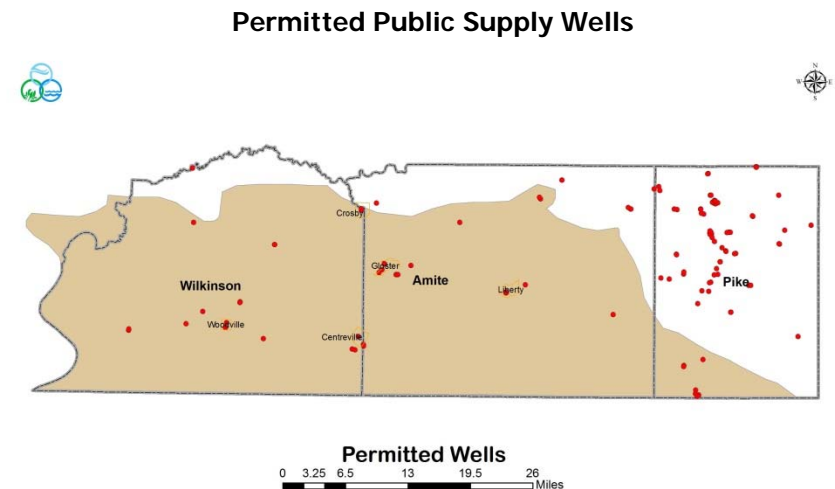 Permitted Public Supply Wells
N
W E
S
Crosby
Gloster
Wilkinson
Amite
Liberty
Pike
Woodville
Centreville
Permitted Wells
0 3.25 6.5 13 19.5 26
Miles